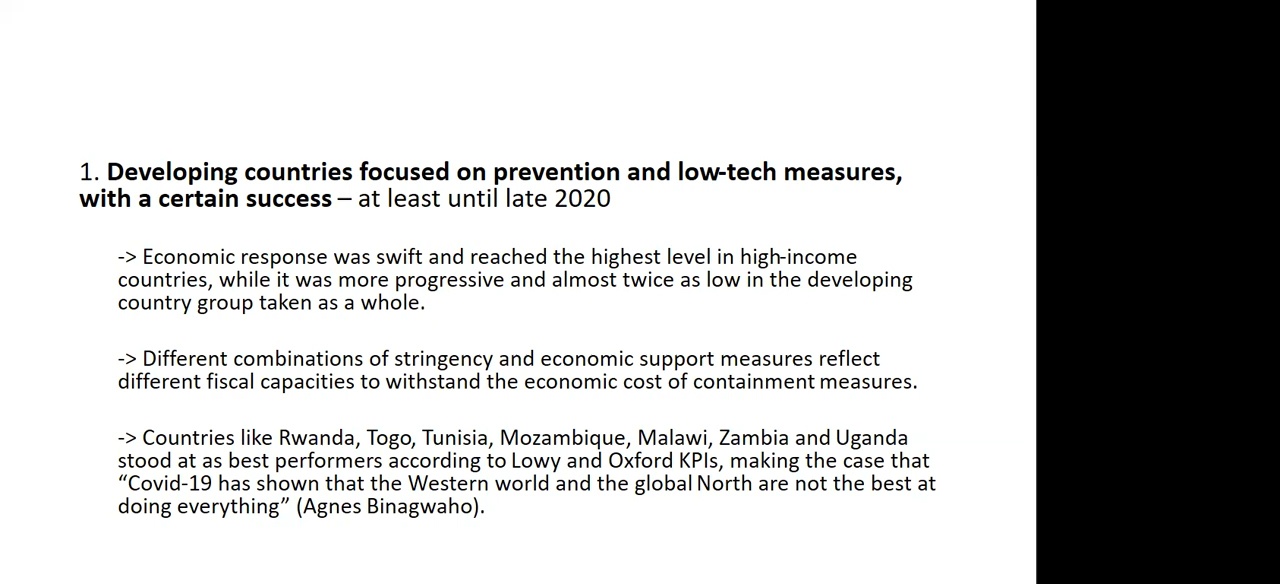 1. Developing countries focused on prevention and low-tech measures,
with a certain success – at least until late 2020
-> Economic response was swift and reached the highest level in high-income
countries, while it was more progressive and almost twice as low in the developing
country group taken as a whole.
-> Different combinations of stringency and economic support measures reflect
different fiscal capacities to withstand the economic cost of containment measures.
-> Countries like Rwanda, Togo, Tunisia, Mozambique, Malawi, Zambia and Uganda
stood at as best performers according to Lowy and Oxford KPIs, making the case that
“Covid-19 has shown that the Western world and the global North are not the best at
doing everything” (Agnes Binagwaho).